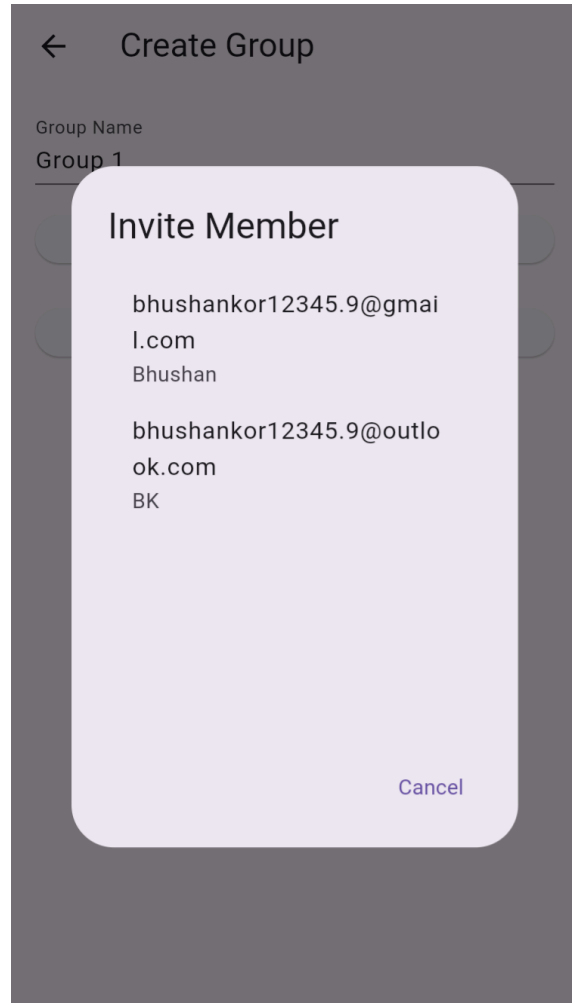 Create Group
Group Name
Group 1
Invite Member
bhushankor12345.9@gmai
l.com
Bhushan
bhushankor12345.9@outlo
ok.com
BK
Cancel